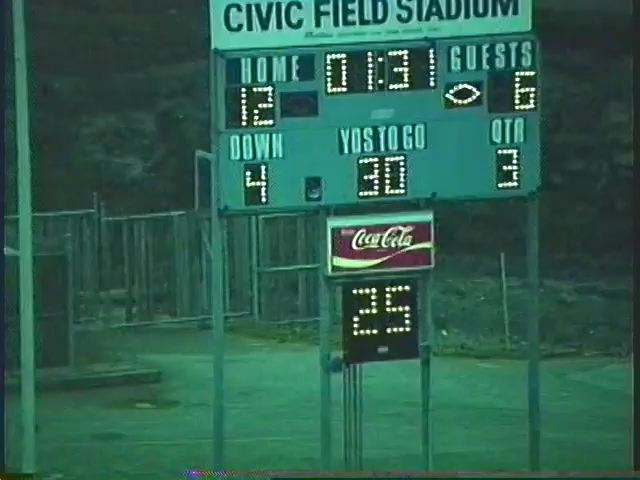 CIVIC FIELD STADIUM
HOME 01:31 GUESTS
12 6
DOWN YDS TO GO QTR
4 30 3
Coca-Cola
25